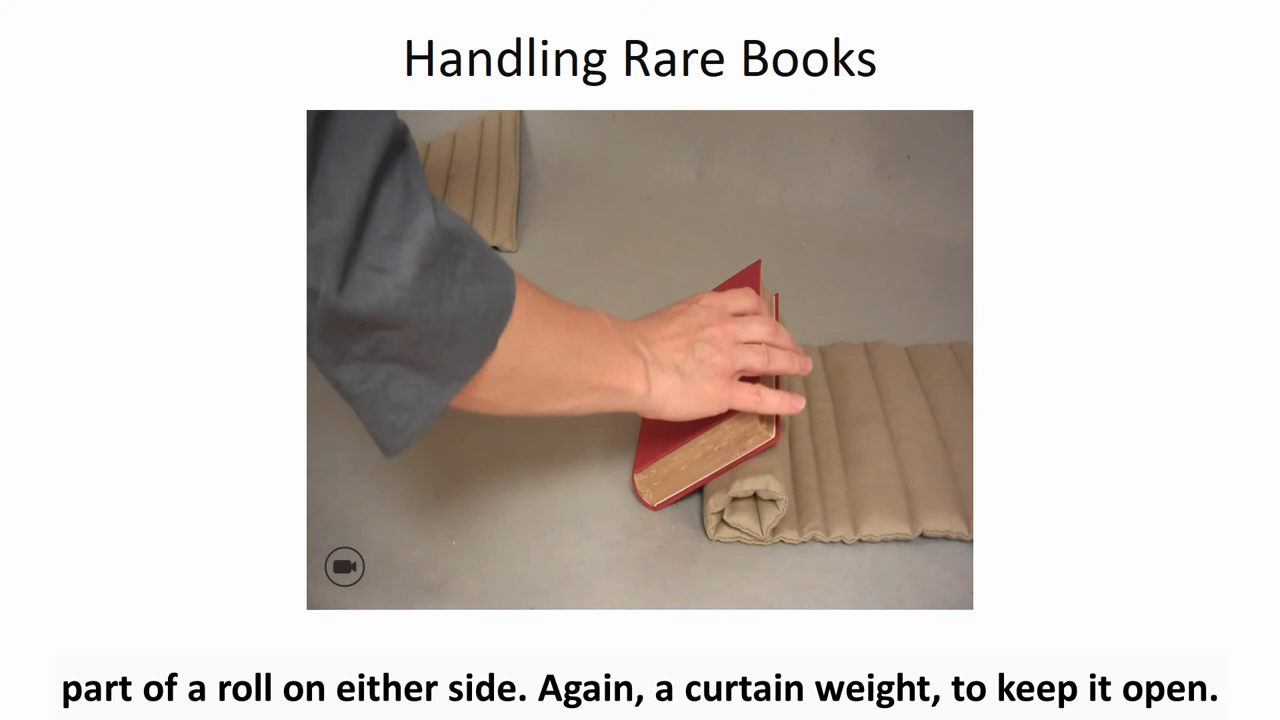 Handling Rare Books
part of a roll on either side. Again, a curtain weight, to keep it open.